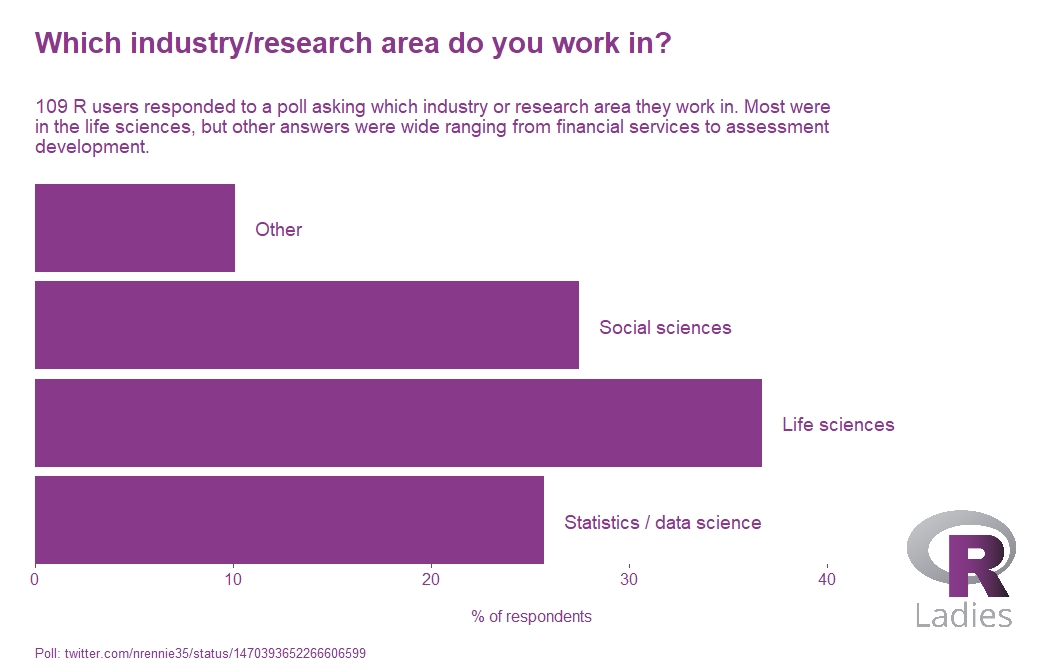 Which industry/research area do you work in?
109 R users responded to a poll asking which industry or research area they work in. Most were
in the life sciences, but other answers were wide ranging from financial services to assessment
development.
Other
Social sciences
Life sciences
Statistics / data science
0 10 20 30 40
% of respondents
R
Ladies
Poll: twitter.com/nrennie35/status/1470393652266606599